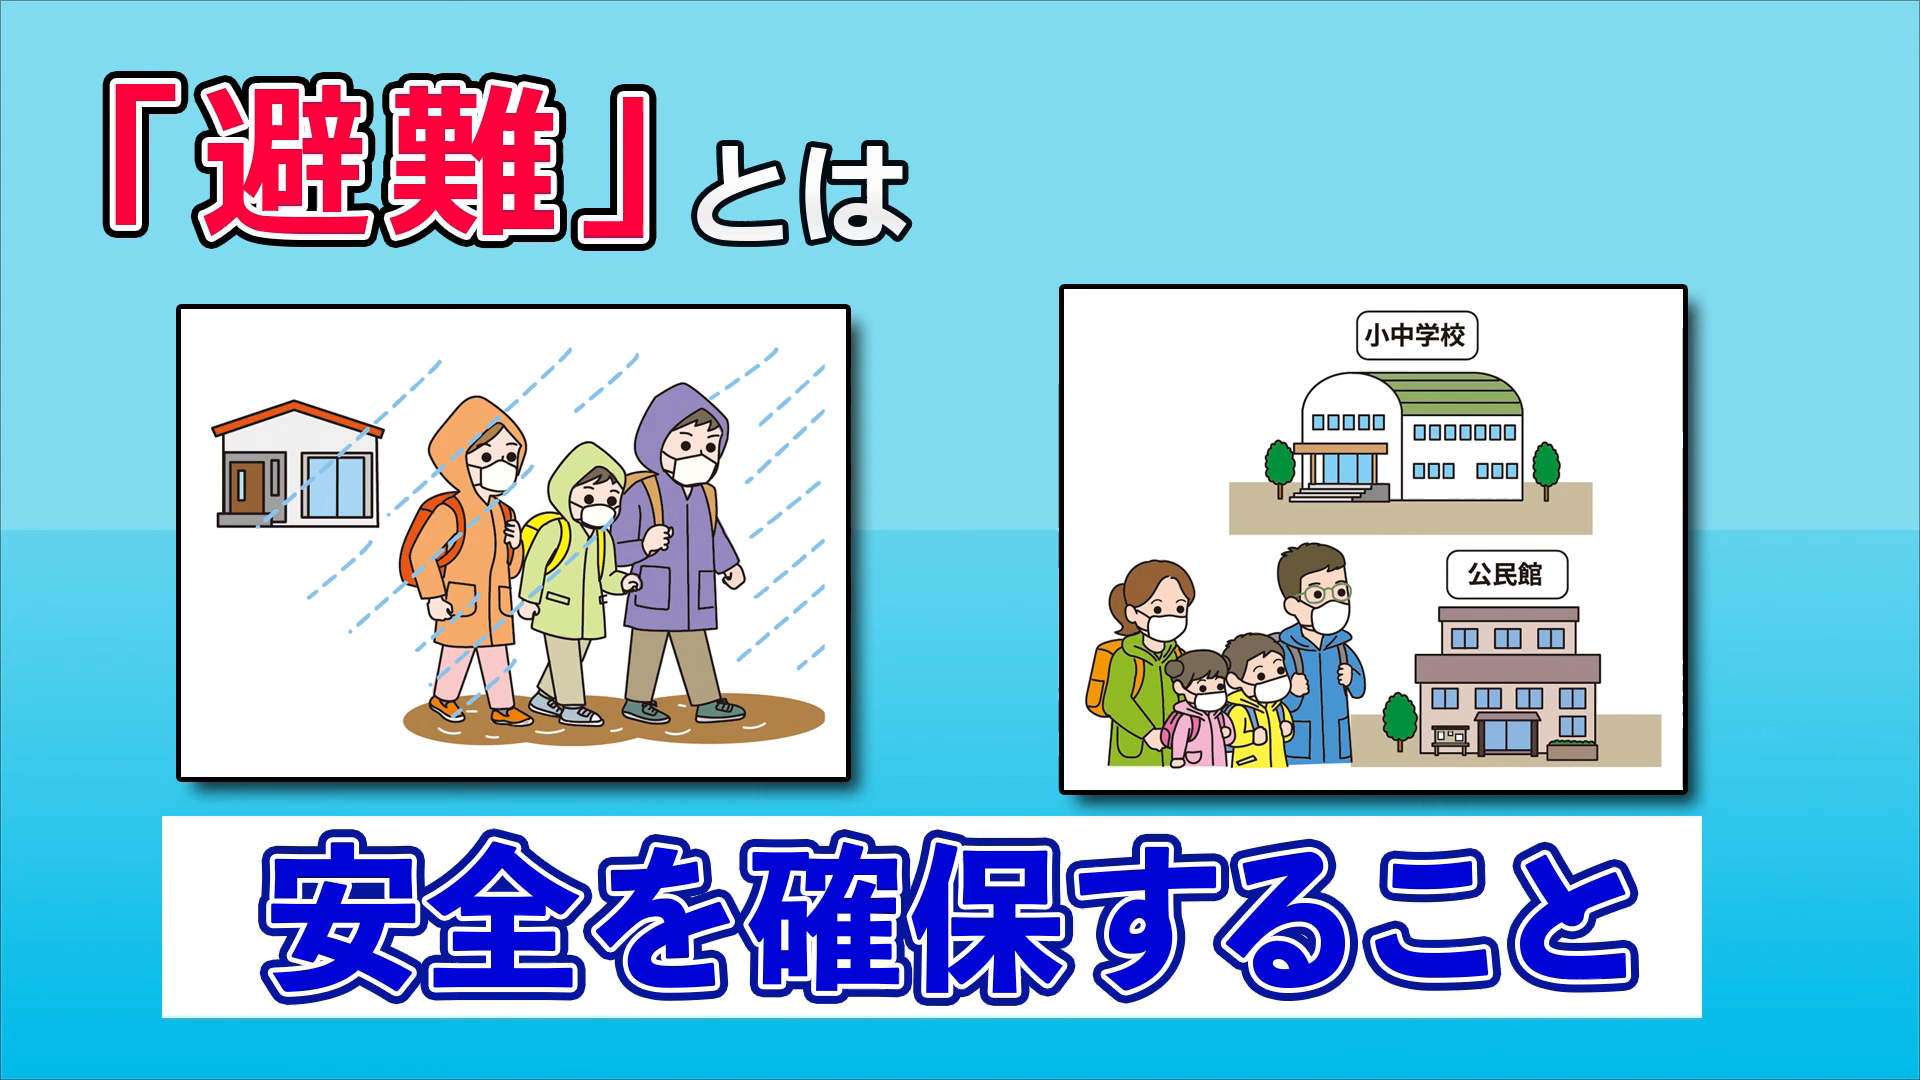 「避難」とは
小中学校
公民館
安全を確保すること